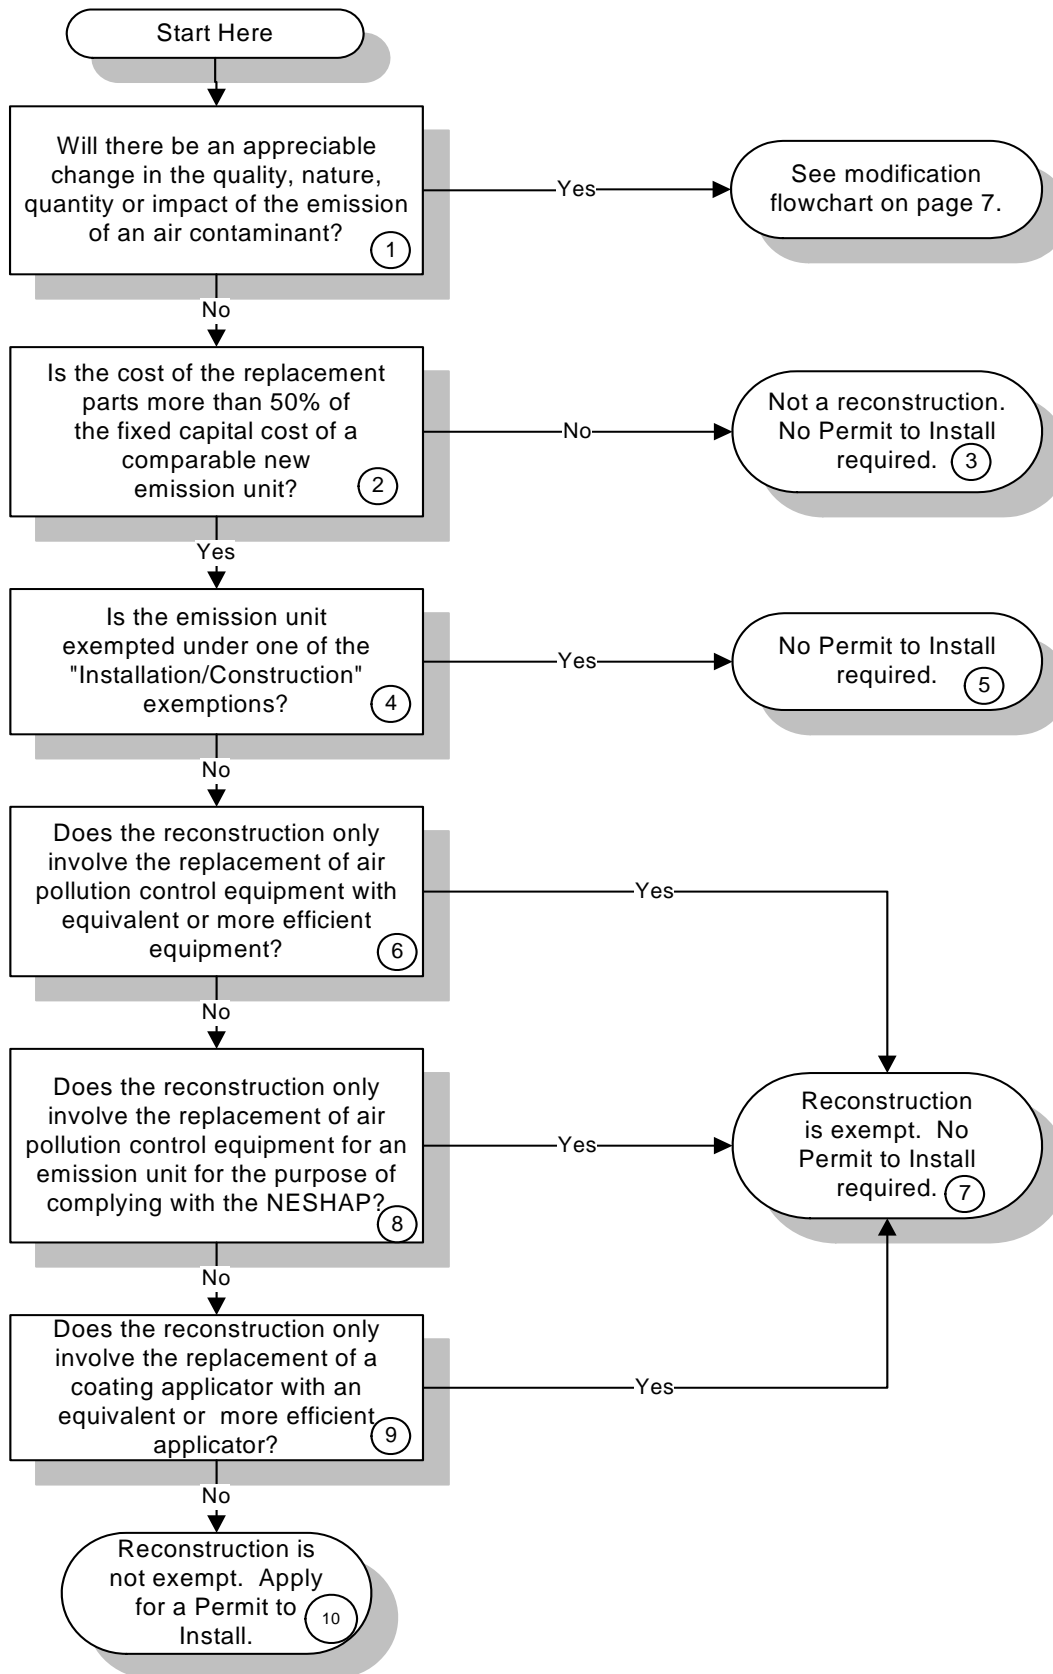 Start Here
Will there be an appreciable
change in the quality, nature,
quantity or impact of the emission
of an air contaminant?
1
Yes
See modification
flowchart on page 7.
No
Is the cost of the replacement
parts more than 50% of
the fixed capital cost of a
comparable new
emission unit?
2
No
Not a reconstruction.
No Permit to Install
required.
3
Yes
Is the emission unit
exempted under one of the
"Installation/Construction"
exemptions?
4
Yes
No Permit to Install
required.
5
No
Does the reconstruction only
involve the replacement of air
pollution control equipment with
equivalent or more efficient
equipment?
6
Yes
No
Does the reconstruction only
involve the replacement of air
pollution control equipment for an
emission unit for the purpose of
complying with the NESHAP?
8
Yes
Reconstruction
is exempt. No
Permit to Install
required.
7
No
Does the reconstruction only
involve the replacement of a
coating applicator with an
equivalent or more efficient
applicator?
9
Yes
No
Reconstruction is
not exempt. Apply
for a Permit to
Install.
10